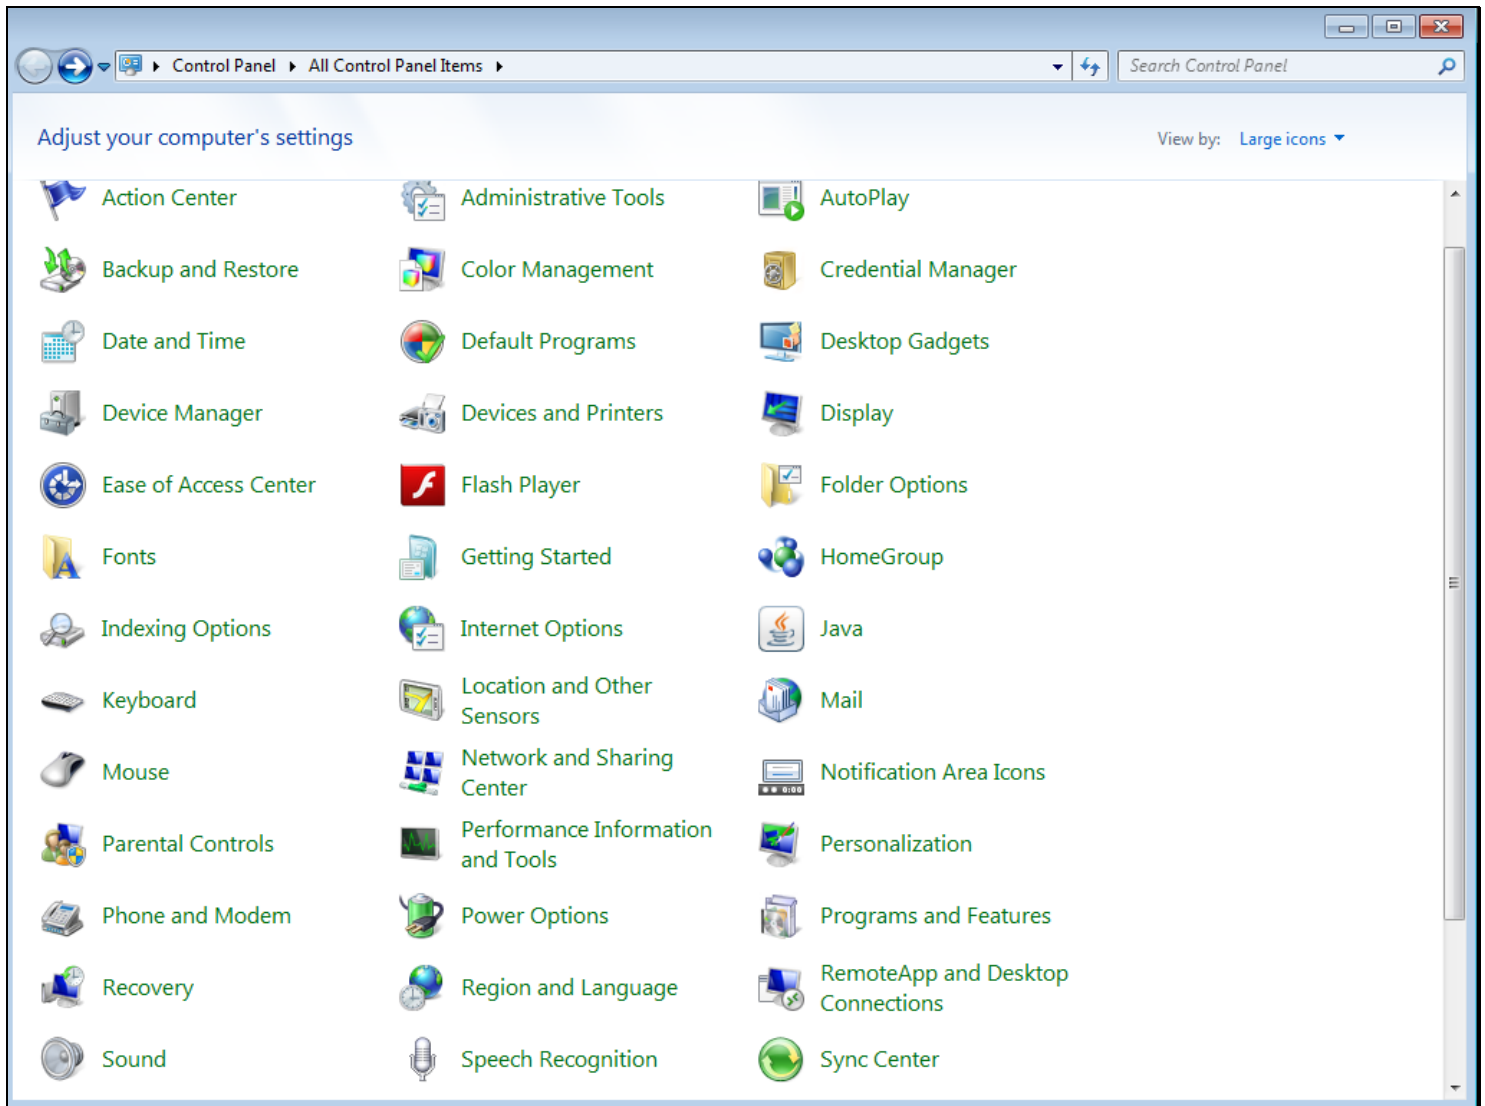 Control Panel
All Control Panel Items
Search Control Panel
Adjust your computer's settings
View by: Large icons
Action Center
Administrative Tools
AutoPlay
Backup and Restore
Color Management
Credential Manager
Date and Time
Default Programs
Desktop Gadgets
Device Manager
Devices and Printers
Display
Ease of Access Center
Flash Player
Folder Options
Fonts
Getting Started
HomeGroup
Indexing Options
Internet Options
Java
Keyboard
Location and Other
Sensors
Mail
Mouse
Network and Sharing
Center
Notification Area Icons
Parental Controls
Performance Information
and Tools
Personalization
Phone and Modem
Power Options
Programs and Features
Recovery
Region and Language
RemoteApp and Desktop
Connections
Sound
Speech Recognition
Sync Center